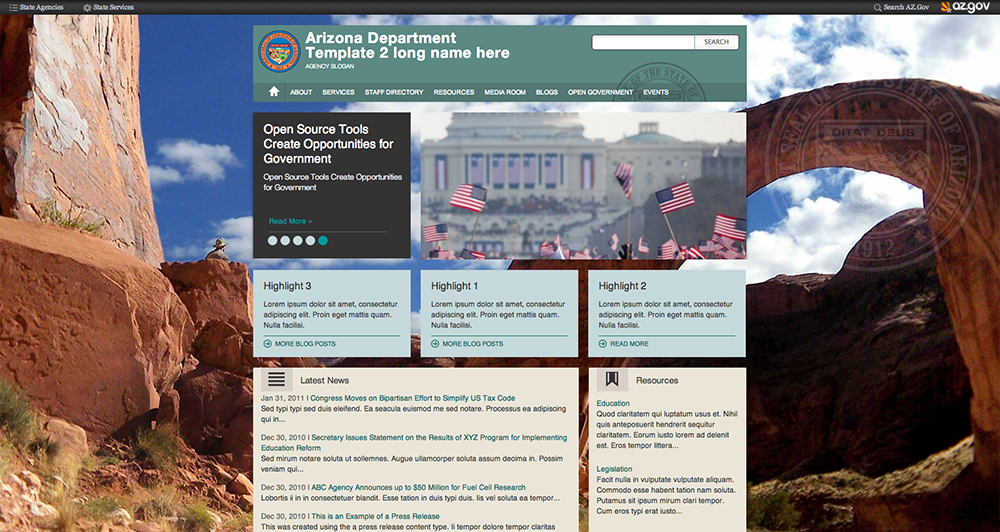 State Agencies
State Services
Search AZ.Gov
az.gov
Arizona Department
Template 2 long name here
AGENCY SLOGAN
SEARCH
ABOUT
SERVICES
STAFF DIRECTORY
RESOURCES
MEDIA ROOM
BLOGS
OPEN GOVERNMENT
EVENTS
Open Source Tools
Create Opportunities for
Government
Open Source Tools Create Opportunities
for Government
Read More »
DITAT DEUS
1912
Highlight 3
Lorem ipsum dolor sit amet, consectetur
adipiscing elit. Proin eget mattis quam.
Nulla facilisi.
MORE BLOG POSTS
Highlight 1
Lorem ipsum dolor sit amet, consectetur
adipiscing elit. Proin eget mattis quam.
Nulla facilisi.
MORE BLOG POSTS
Highlight 2
Lorem ipsum dolor sit amet, consectetur
adipiscing elit. Proin eget mattis quam.
Nulla facilisi.
READ MORE
Latest News
Jan 31, 2011 | Congress Moves on Bipartisan Effort to Simplify US Tax Code
Sed typi typi sed duis eleifend. Ea seacula euismod me sed notare. Processus ea adipiscing
qui in...
Dec 30, 2010 | Secretary Issues Statement on the Results of XYZ Program for Implementing
Education Reform
Sed mirum notare soluta ut sollemnes. Augue ullamcorper soluta assum decima in. Possim
veniam qui...
Dec 30, 2010 | ABC Agency Announces up to $50 Million for Fuel Cell Research
Lobortis ii in in consectetuer blandit. Esse tation in duis typi duis. Iis vel soluta ea tempor...
Dec 30, 2010 | This is an Example of a Press Release
This was created using the a press release content type. Ii tempor dolore tempor claritas
Resources
Education
Quod claritatem qui luptatum usus et. Nihil
quis anteposuerit hendrerit sequitur
claritatem. Eorum iusto lorem ad delenit
est. Eros tempor littera...
Legislation
Facit nulla in vulputate vulputate aliquam.
Commodo esse habent tation nam soluta.
Putamus sit ipsum mirum clari tempor.
Cum eros typi erat iusto...